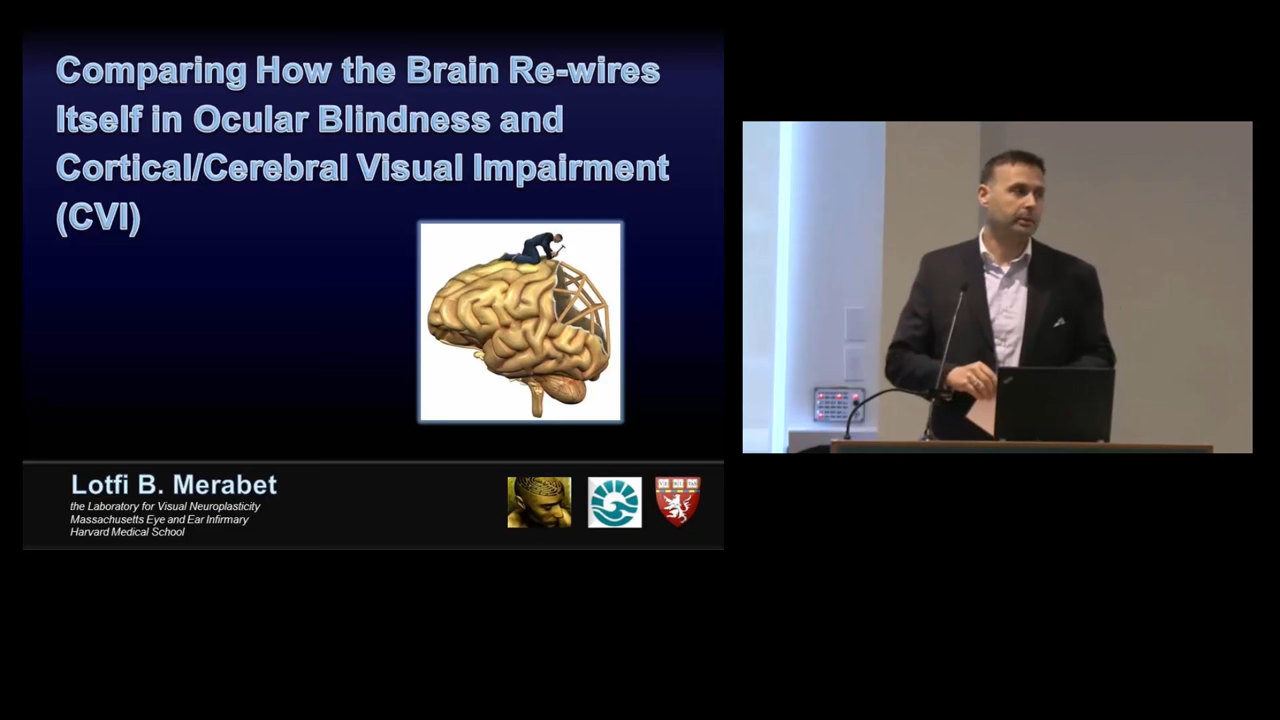 Comparing How the Brain Re-wires
Itself in Ocular Blindness and
Cortical/Cerebral Visual Impairment
(CVI)
Lotfi B. Merabet
the Laboratory for Visual Neuroplasticity
Massachusetts Eye and Ear Infirmary
Harvard Medical School